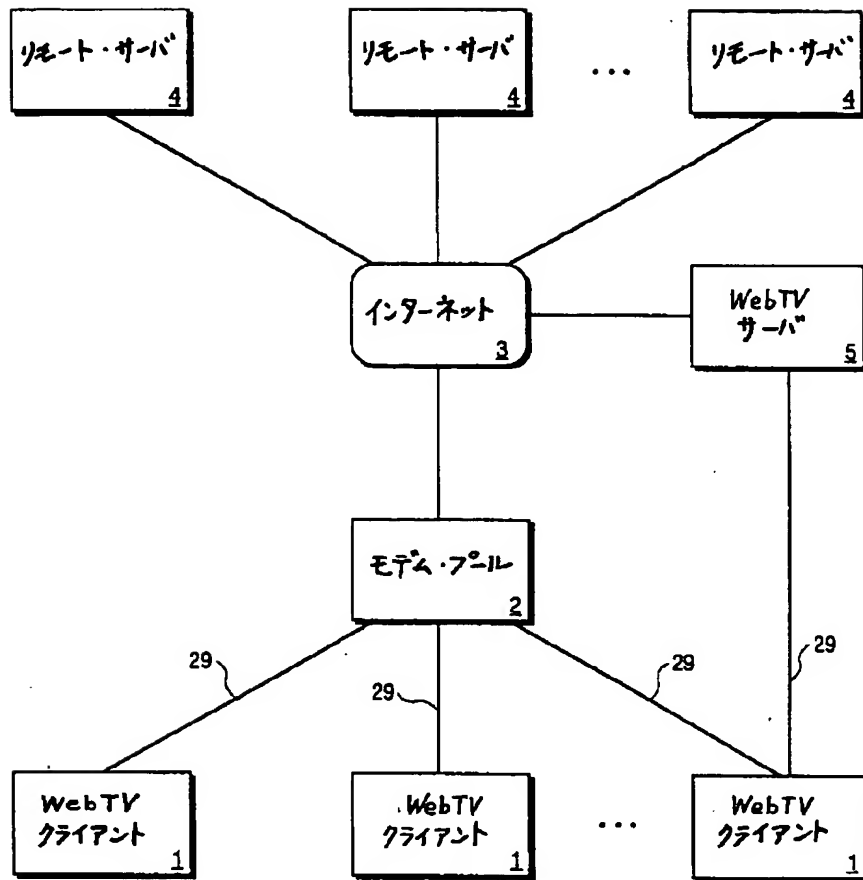 リモート・サーバ
4
リモート・サーバ
4
...
リモート・サーバ
4
インターネット
3
WebTV
サーバ
5
モデム・プール
2
29
29
29
29
WebTV
クライアント
1
WebTV
クライアント
1
...
WebTV
クライアント
1